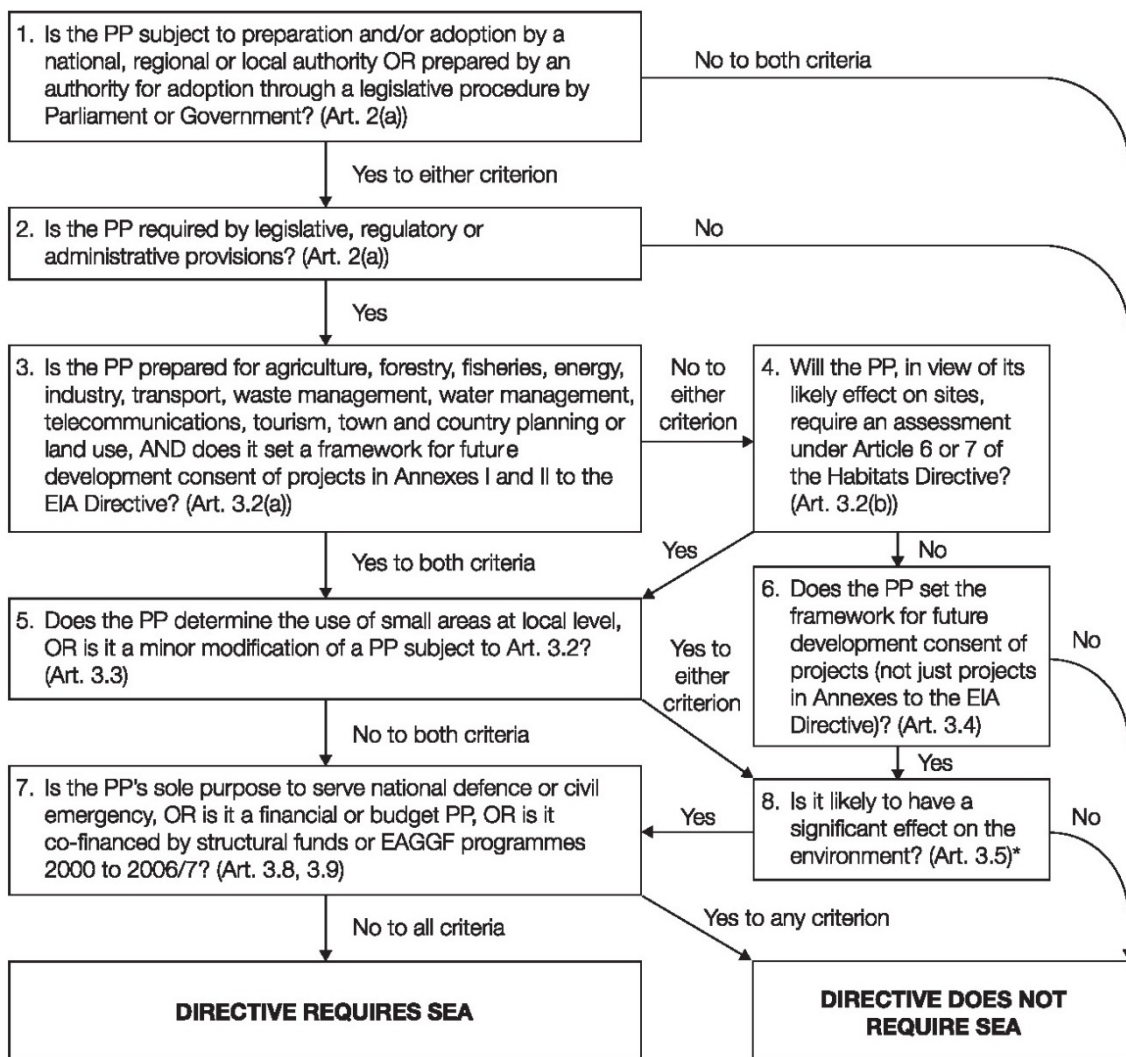 1. Is the PP subject to preparation and/or adoption by a
national, regional or local authority OR prepared by an
authority for adoption through a legislative procedure by
Parliament or Government? (Art. 2(a))
No to both criteria
Yes to either criterion
2. Is the PP required by legislative, regulatory or
administrative provisions? (Art. 2(a))
No
Yes
3. Is the PP prepared for agriculture, forestry, fisheries, energy,
industry, transport, waste management, water management,
telecommunications, tourism, town and country planning or
land use, AND does it set a framework for future
development consent of projects in Annexes I and II to the
EIA Directive? (Art. 3.2(a))
No to
either
criterion
4. Will the PP, in view of its
likely effect on sites,
require an assessment
under Article 6 or 7 of
the Habitats Directive?
(Art. 3.2(b))
Yes to both criteria
Yes
No
5. Does the PP determine the use of small areas at local level,
OR is it a minor modification of a PP subject to Art. 3.2?
(Art. 3.3)
Yes to
either
criterion
6. Does the PP set the
framework for future
development consent of
projects (not just projects
in Annexes to the EIA
Directive)? (Art. 3.4)
No
No to both criteria
Yes
7. Is the PP's sole purpose to serve national defence or civil
emergency, OR is it a financial or budget PP, OR is it
co-financed by structural funds or EAGGF programmes
2000 to 2006/7? (Art. 3.8, 3.9)
Yes
8. Is it likely to have a
significant effect on the
environment? (Art. 3.5)*
No
No to all criteria
Yes to any criterion
DIRECTIVE REQUIRES SEA
DIRECTIVE DOES NOT
REQUIRE SEA